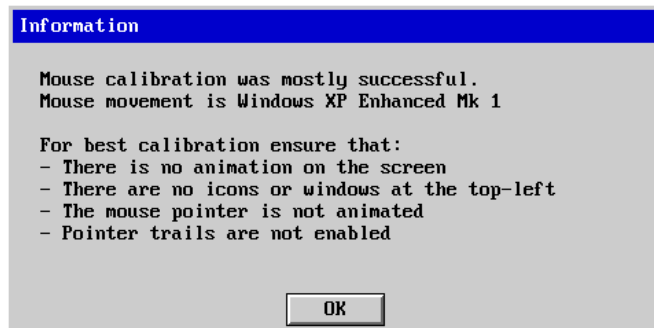 Information
Mouse calibration was mostly successful.
Mouse movement is Windows XP Enhanced Mk 1
For best calibration ensure that:
- There is no animation on the screen
- There are no icons or windows at the top-left
- The mouse pointer is not animated
- Pointer trails are not enabled
OK